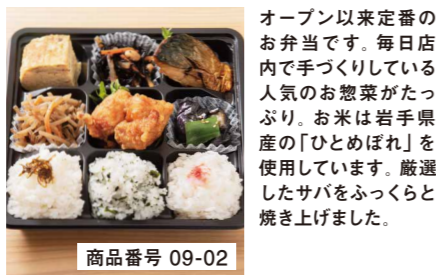 オープン以来定番の
お弁当です。毎日店
内で手づくりしている
人気のお惣菜がたっ
ぷり。お米は岩手県
産の「ひとめぼれ」を
使用しています。厳選
したサバをふっくらと
焼き上げました。
商品番号 09-02